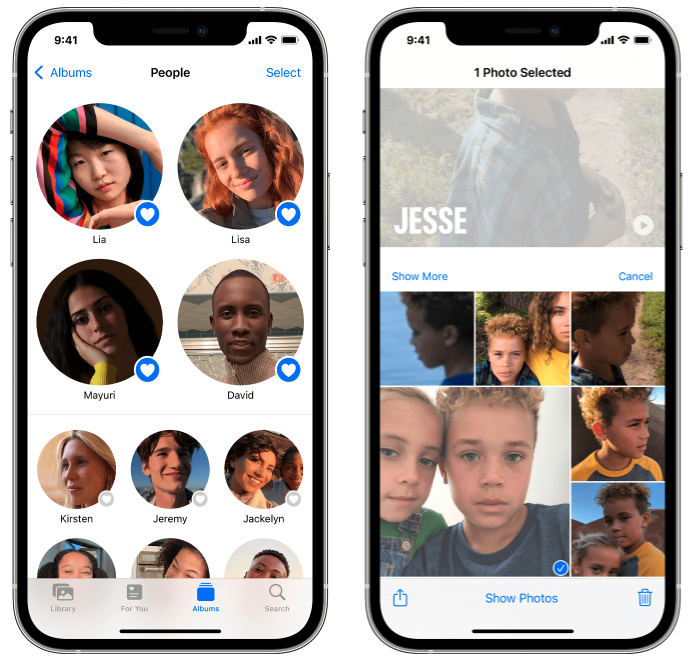 9:41
Albums People Select
Lia Lisa
Mayuri David
Kirsten Jeremy Jackelyn
Library For You Albums Search
9:41
1 Photo Selected
JESSE
Show More Cancel
Show Photos